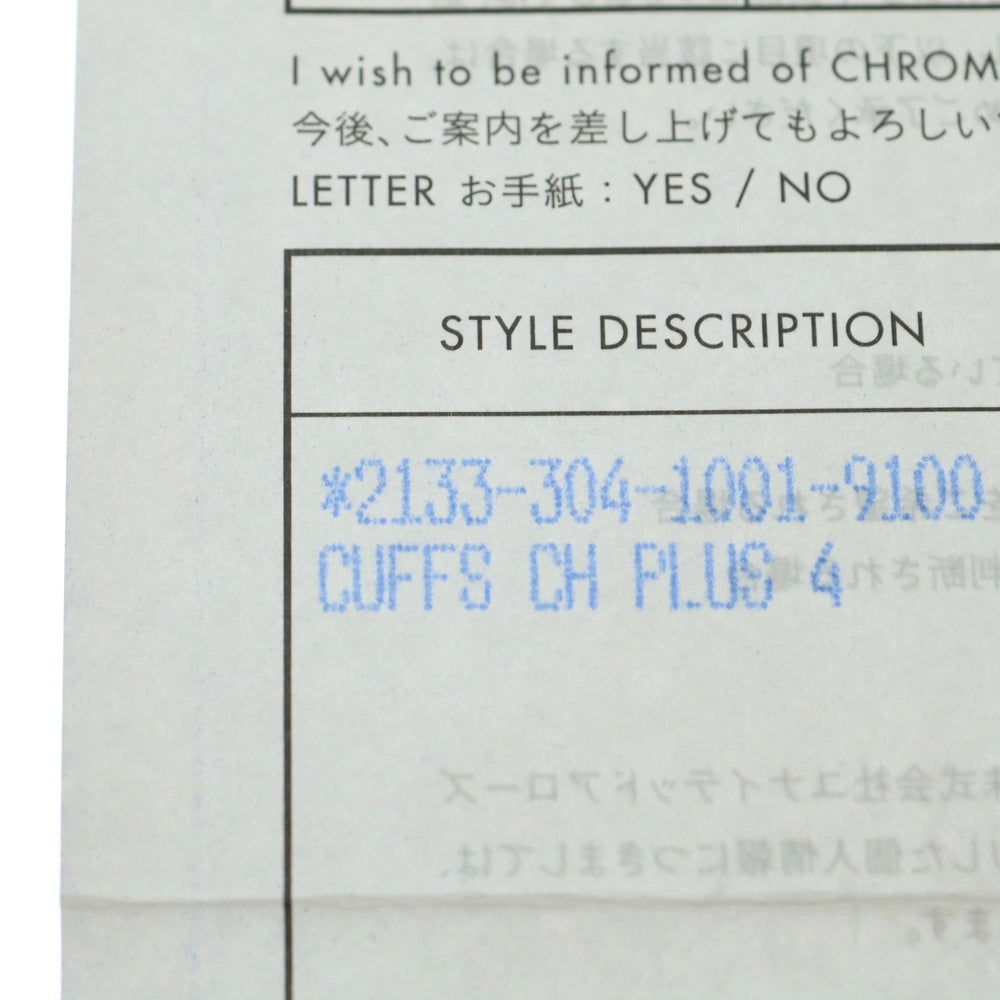 I wish to be informed of CHROM
今後、ご案内を差し上げてもよろしい
LETTER お手紙 : YES / NO
STYLE DESCRIPTION
*2133-304-1001-9100
CUFFS CH PLUS 4